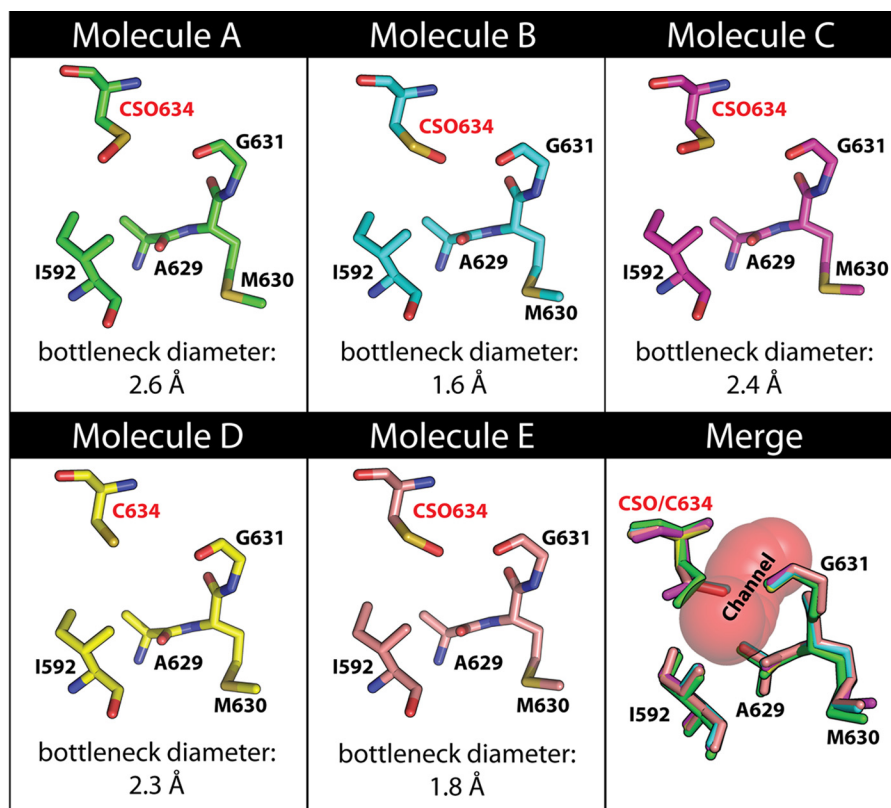 Molecule A
Molecule B
Molecule C
CSO634
G631
I592
A629
M630
bottleneck diameter:
2.6 Å
CSO634
G631
I592
A629
M630
bottleneck diameter:
1.6 Å
CSO634
G631
I592
A629
M630
bottleneck diameter:
2.4 Å
Molecule D
Molecule E
Merge
C634
G631
I592
A629
M630
bottleneck diameter:
2.3 Å
CSO634
G631
I592
A629
M630
bottleneck diameter:
1.8 Å
CSO/C634
G631
Channel
I592
A629
M630